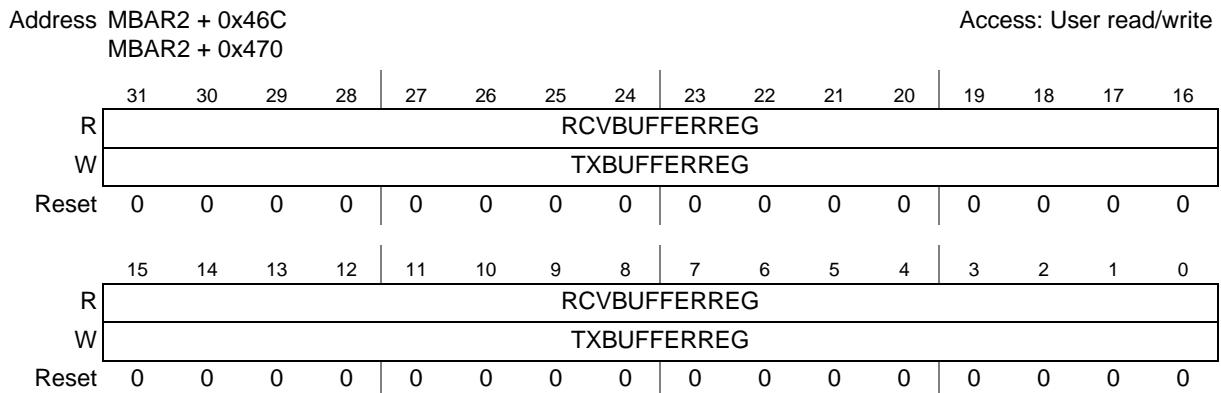 Address MBAR2 + 0x46C Access: User read/write
MBAR2 + 0x470
31 30 29 28 27 26 25 24 23 22 21 20 19 18 17 16
R RCVBUFFERREG
W TXBUFFERREG
Reset 0 0 0 0 0 0 0 0 0 0 0 0 0 0 0 0
15 14 13 12 11 10 9 8 7 6 5 4 3 2 1 0
R RCVBUFFERREG
W TXBUFFERREG
Reset 0 0 0 0 0 0 0 0 0 0 0 0 0 0 0 0